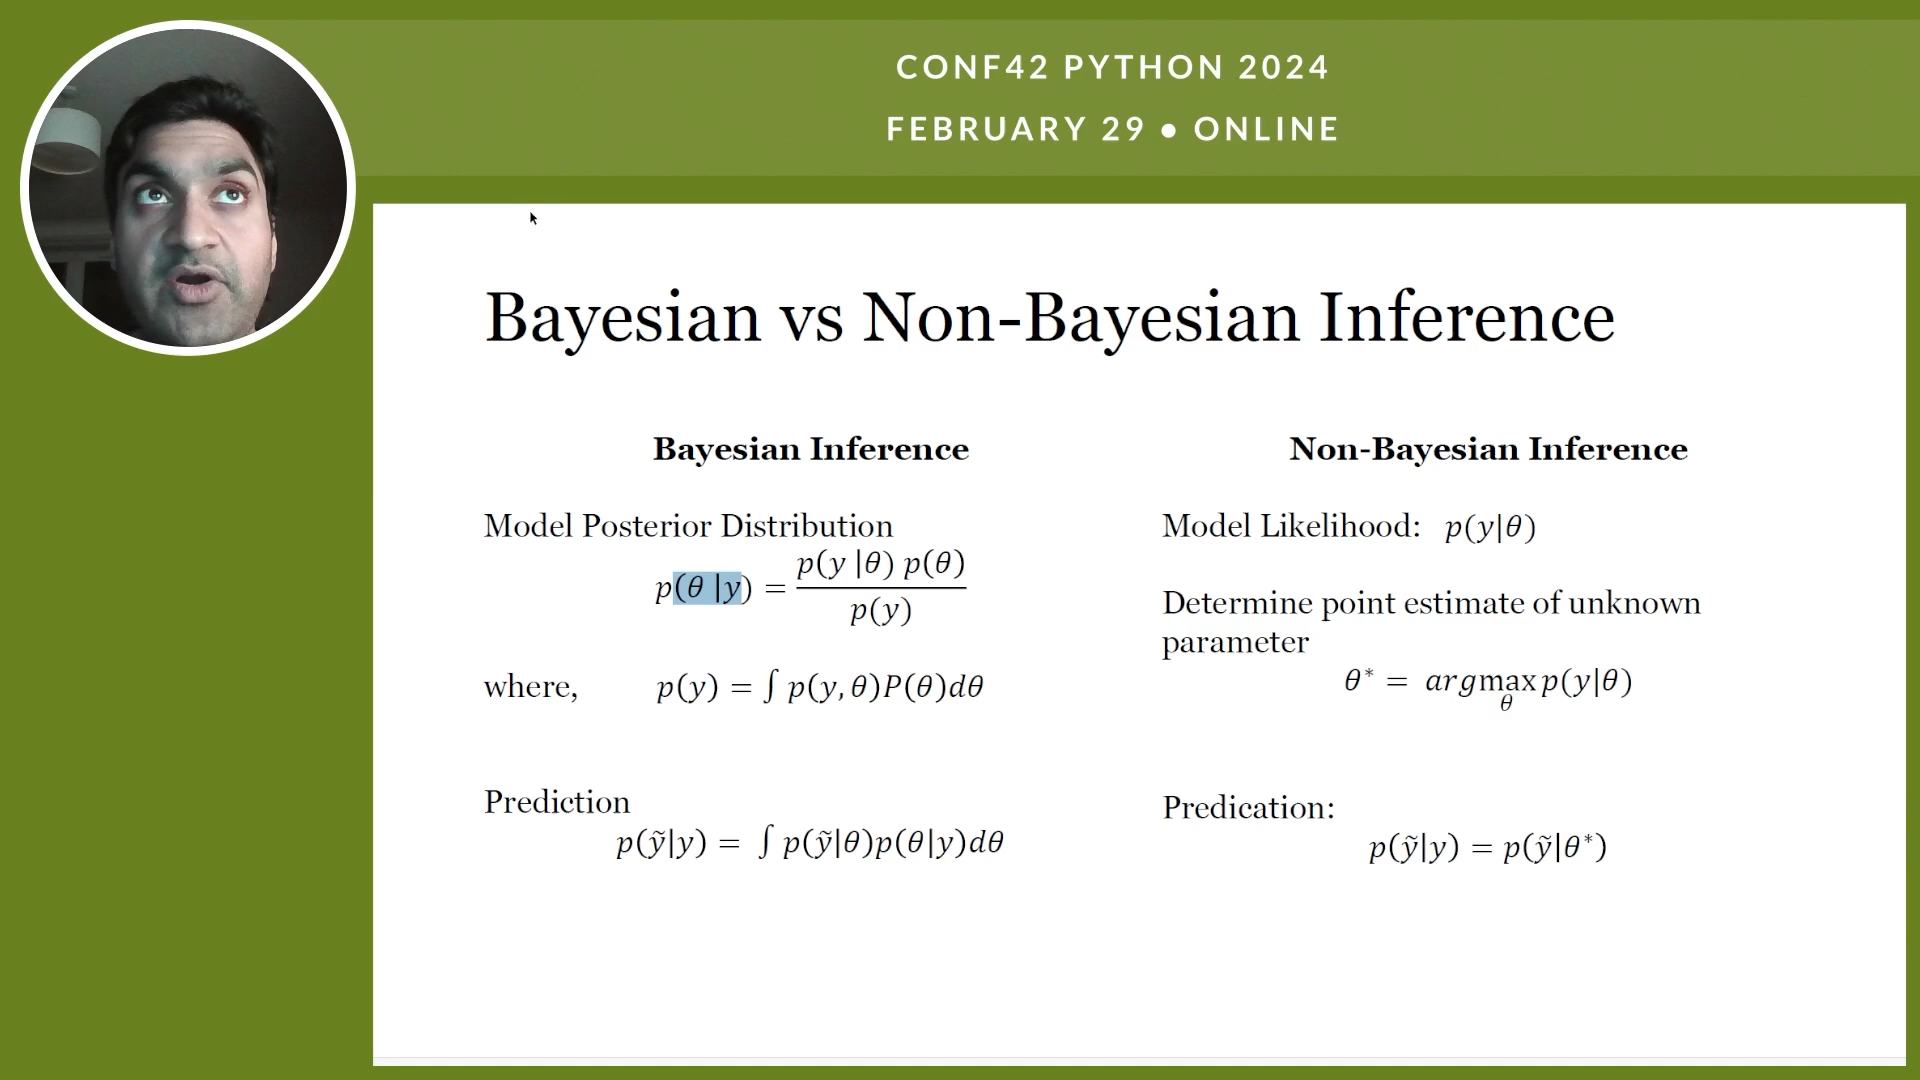 CONF42 PYTHON 2024
FEBRUARY 29 • ONLINE
Bayesian vs Non-Bayesian Inference
Bayesian Inference
Model Posterior Distribution
p(θ |y) = p(y |θ) p(θ) / p(y)
where, p(y) = ∫ p(y, θ)P(θ)dθ
Prediction
p(ỹ|y) = ∫ p(ỹ|θ)p(θ|y)dθ
Non-Bayesian Inference
Model Likelihood: p(y|θ)
Determine point estimate of unknown
parameter
θ* = argmax p(y|θ)
θ
Predication:
p(ỹ|y) = p(ỹ|θ*)